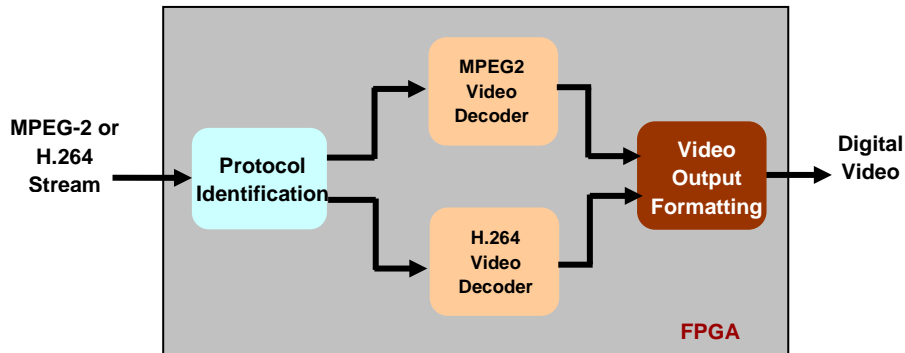 MPEG-2 or
H.264
Stream
Protocol
Identification
MPEG2
Video
Decoder
H.264
Video
Decoder
Video
Output
Formatting
Digital
Video
FPGA